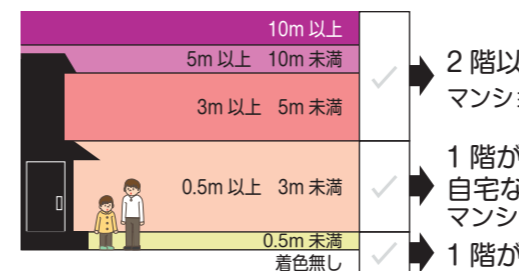 10m 以上
5m 以上 10m 未満
3m 以上 5m 未満
0.5m 以上 3m 未満
0.5m 未満
着色無し
2 階以
マンショ
1 階が
自宅な
マンシ
1 階が